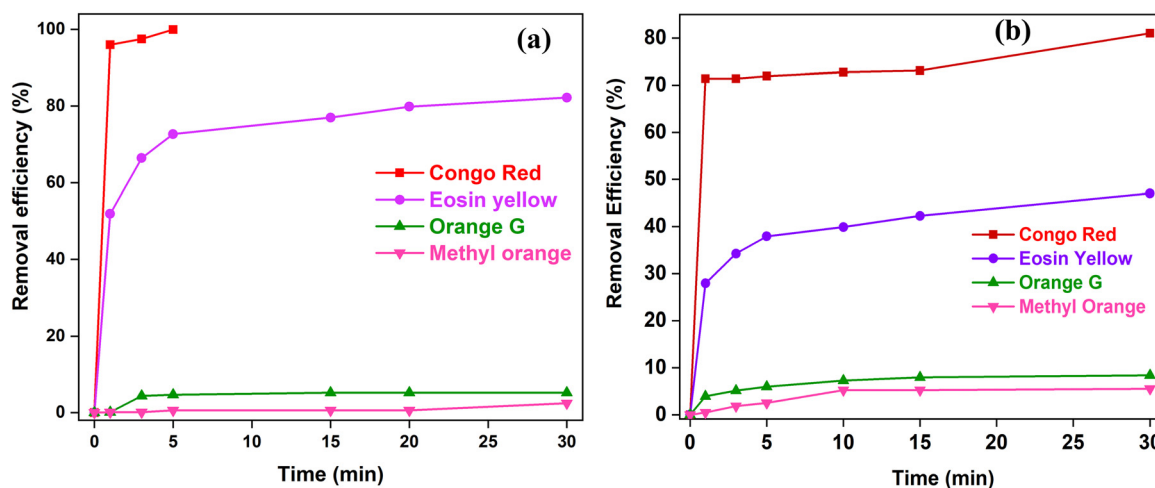 (a)
Removal efficiency (%)
100
80
60
40
20
0
Congo Red
Eosin yellow
Orange G
Methyl orange
0 5 10 15 20 25 30
Time (min)
(b)
Removal Efficiency (%)
80
70
60
50
40
30
20
10
0
Congo Red
Eosin Yellow
Orange G
Methyl Orange
0 5 10 15 20 25 30
Time (min)